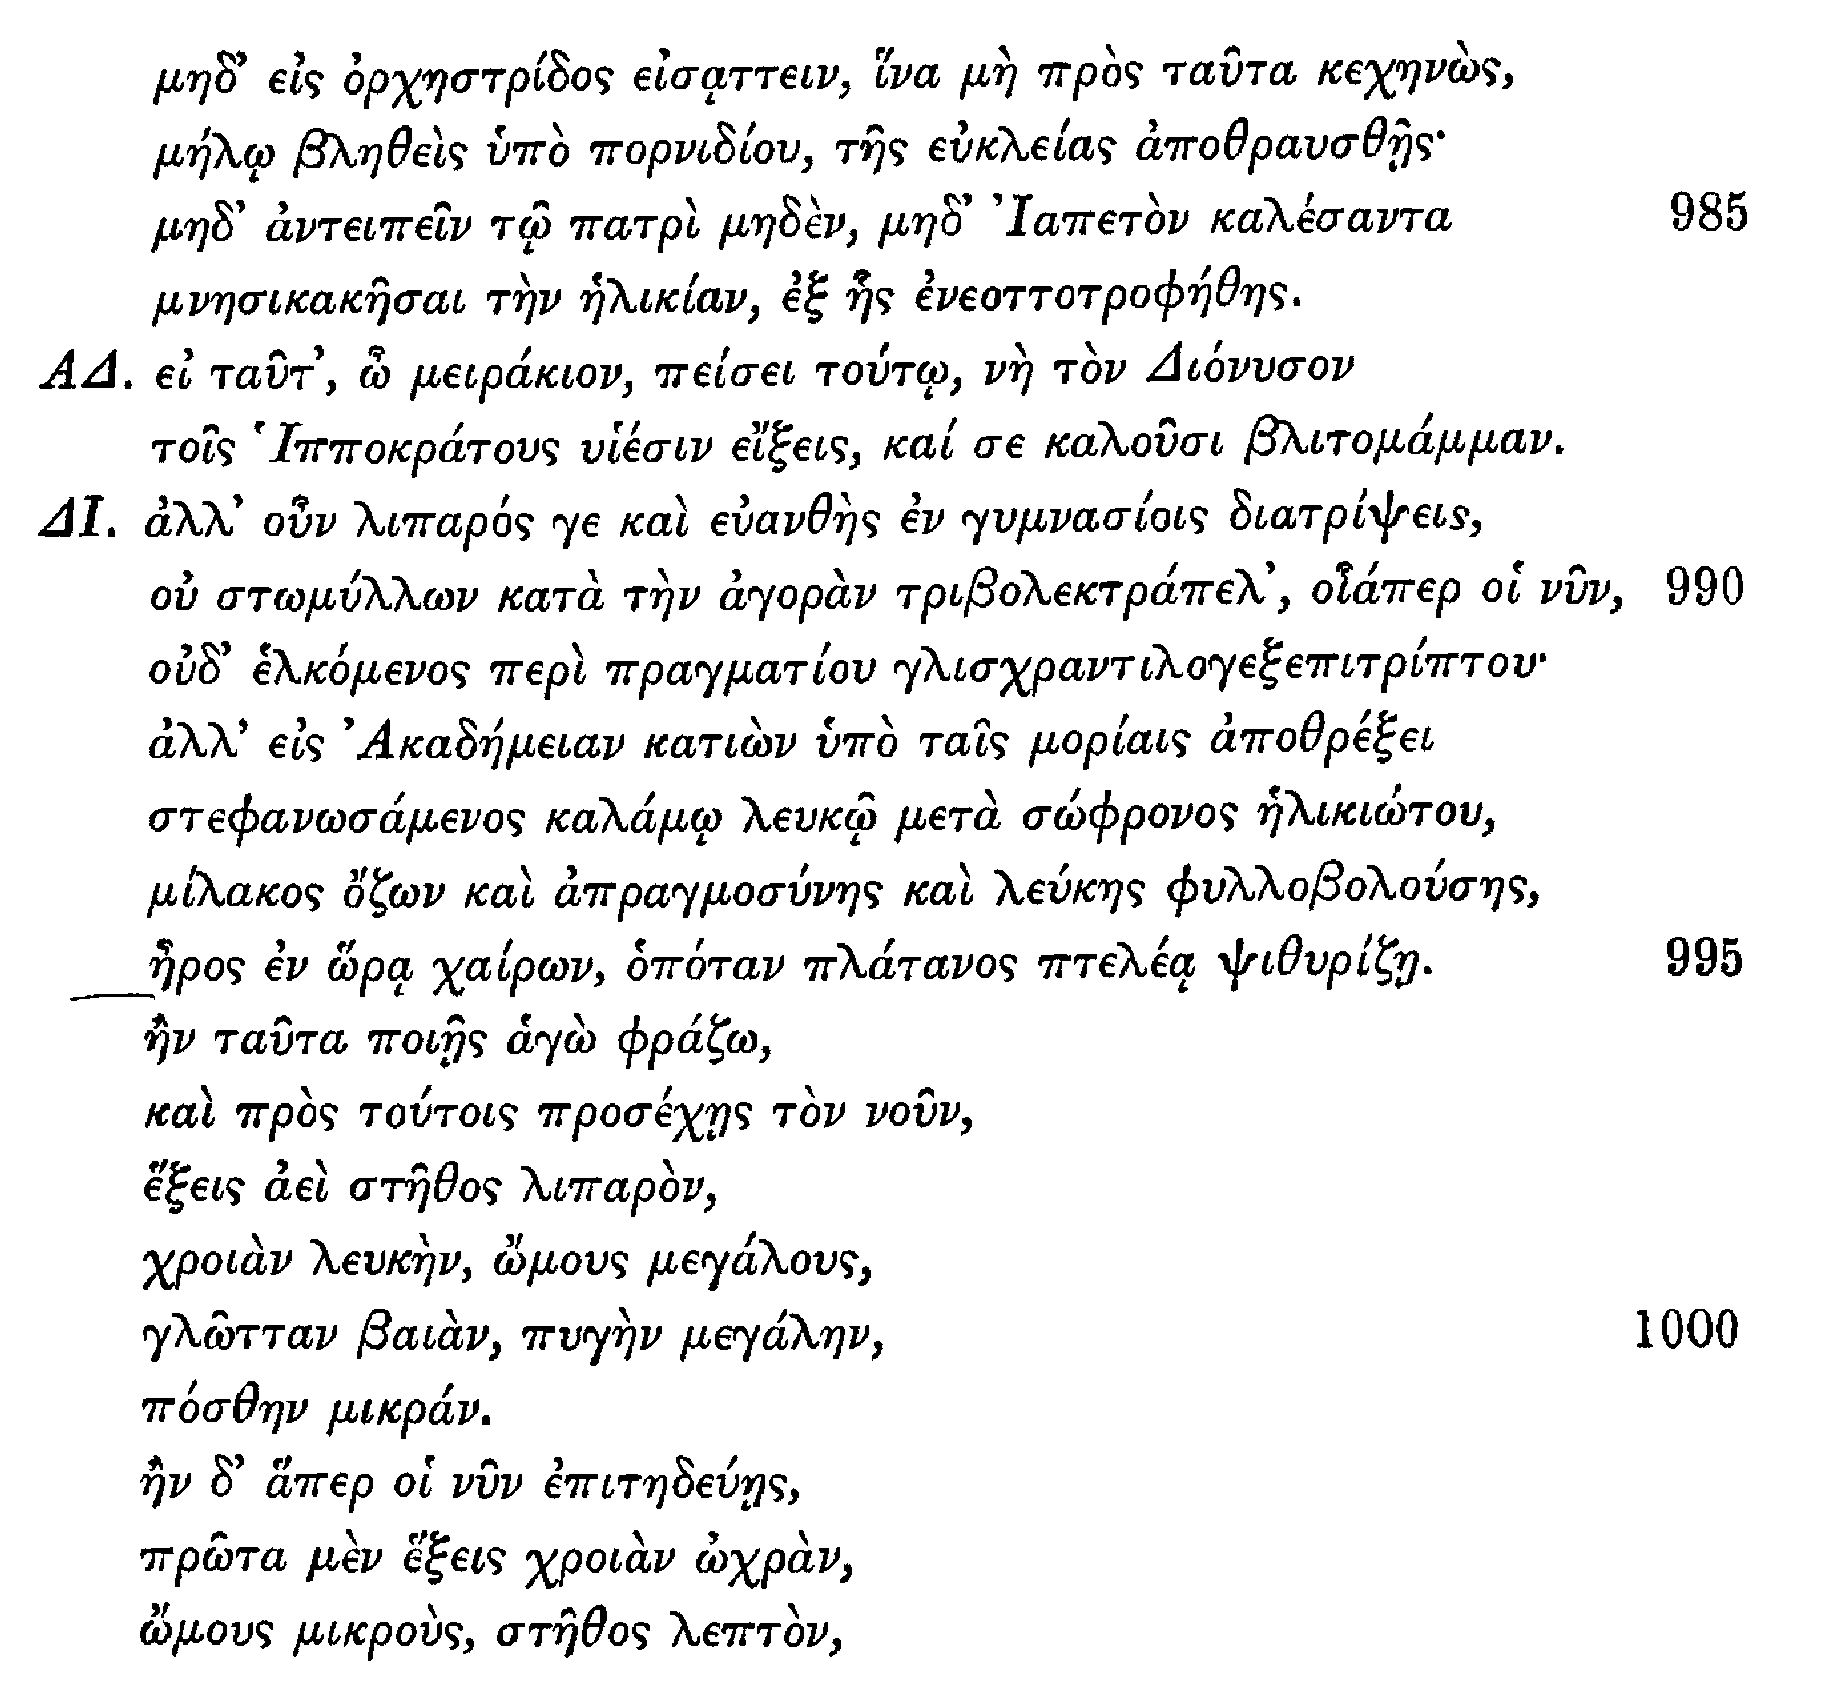 μηδ’ εἰς ὀρχηστρίδος εἰσᾳττειν, ἵνα μὴ πρὸς ταῦτα κεχηνὼς,
μήλῳ βληθεὶς ὑπὸ πορνιδίου, τῆς εὐκλείας ἀποθραυσθῇς·
μηδ’ ἀντειπεῖν τῷ πατρὶ μηδὲν, μηδ’ Ἰαπετὸν καλέσαντα 985
μνησικακῆσαι τὴν ἡλικίαν, ἐξ ἧς ἐνεοττοτροφήθης.
ΑΔ. εἰ ταῦτ’, ὦ μειράκιον, πείσει τούτῳ, νὴ τὸν Διόνυσον
τοῖς Ἱπποκράτους υἱέσιν εἴξεις, καί σε καλοῦσι βλιτομάμμαν.
ΔΙ. ἀλλ’ οὖν λιπαρός γε καὶ εὐανθὴς ἐν γυμνασίοις διατρίψεις,
οὐ στωμύλλων κατὰ τὴν ἀγορὰν τριβολεκτράπελ’, οἷάπερ οἱ νῦν, 990
οὐδ’ ἑλκόμενος περὶ πραγματίου γλισχραντιλογεξεπιτρίπτου·
ἀλλ’ εἰς Ἀκαδήμειαν κατιὼν ὑπὸ ταῖς μορίαις ἀποθρέξει
στεφανωσάμενος καλάμῳ λευκῷ μετὰ σώφρονος ἡλικιώτου,
μίλακος ὄζων καὶ ἀπραγμοσύνης καὶ λεύκης φυλλοβολούσης,
ἦρος ἐν ὥρᾳ χαίρων, ὁπόταν πλάτανος πτελέᾳ ψιθυρίζῃ. 995
ἢν ταῦτα ποιῇς ἁγὼ φράζω,
καὶ πρὸς τούτοις προσέχῃς τὸν νοῦν,
ἕξεις ἀεὶ στῆθος λιπαρὸν,
χροιὰν λευκὴν, ὤμους μεγάλους,
γλῶτταν βαιὰν, πυγὴν μεγάλην, 1000
πόσθην μικράν.
ἢν δ’ ἅπερ οἱ νῦν ἐπιτηδεύῃς,
πρῶτα μὲν ἕξεις χροιὰν ὠχρὰν,
ὤμους μικροὺς, στῆθος λεπτὸν,